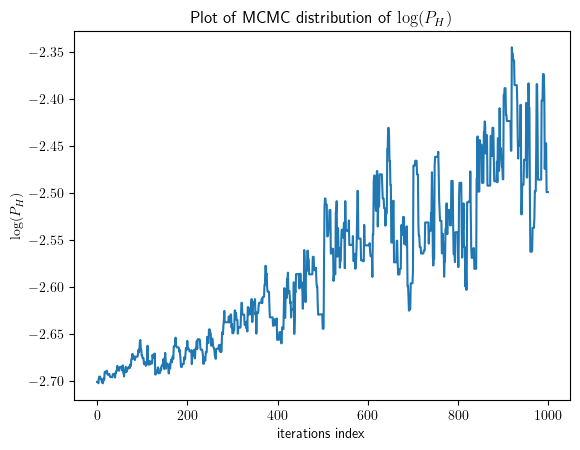 Plot of MCMC distribution of log(P_H)
log(P_H)
−2.35
−2.40
−2.45
−2.50
−2.55
−2.60
−2.65
−2.70
0 200 400 600 800 1000
iterations index